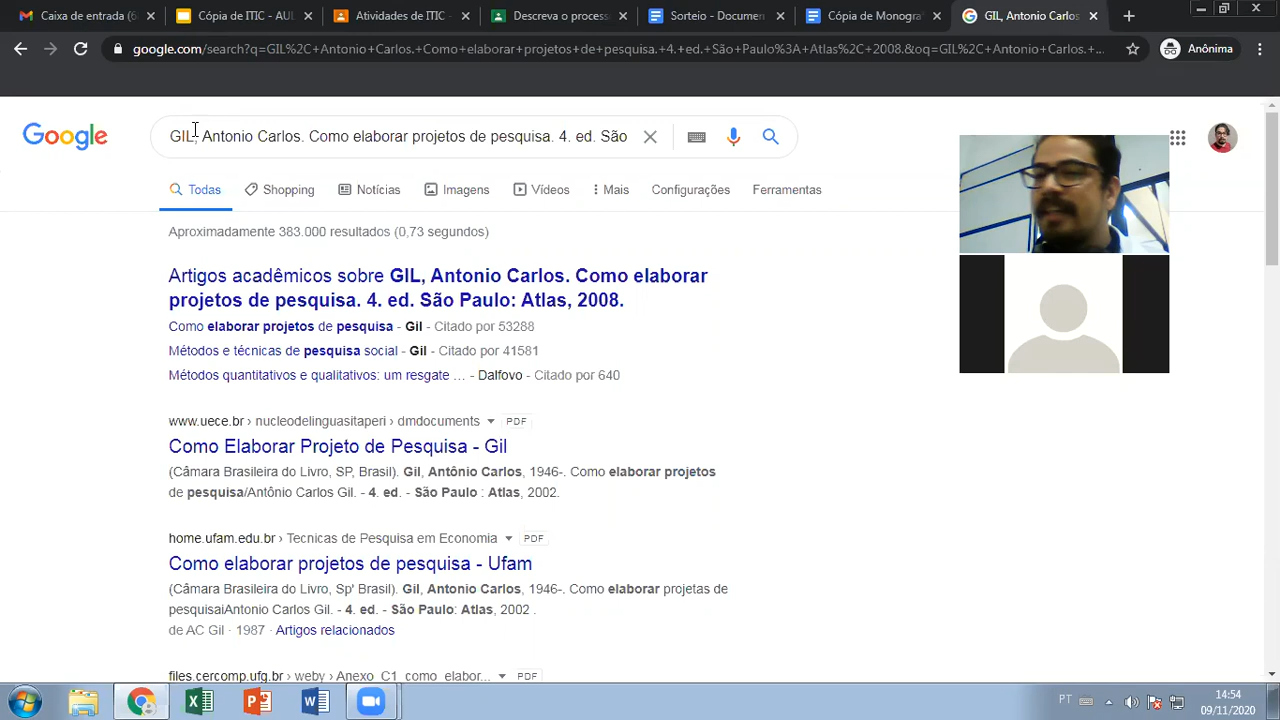 Caixa de entrada (6
Cópia de ITIC - AUL
Atividades de ITIC -
Descreva o process
Sorteio - Document
Cópia de Monogra
GIL, Antonio Carlos
google.com/search?q=GIL%2C+Antonio+Carlos.+Como+elaborar+projetos+de+pesquisa.+4.+ed.+São+Paulo%3A+Atlas%2C+2008.&oq=GIL%2C+Antonio+Carlos.+...
Anônima
Google
GIL, Antonio Carlos. Como elaborar projetos de pesquisa. 4. ed. São
Todas
Shopping
Notícias
Imagens
Vídeos
Mais
Configurações
Ferramentas
Aproximadamente 383.000 resultados (0,73 segundos)
Artigos acadêmicos sobre GIL, Antonio Carlos. Como elaborar
projetos de pesquisa. 4. ed. São Paulo: Atlas, 2008.
Como elaborar projetos de pesquisa - Gil - Citado por 53288
Métodos e técnicas de pesquisa social - Gil - Citado por 41581
Métodos quantitativos e qualitativos: um resgate ... - Dalfovo - Citado por 640
www.uece.br › nucleodelinguasitaperi › dmdocuments PDF
Como Elaborar Projeto de Pesquisa - Gil
(Câmara Brasileira do Livro, SP, Brasil). Gil, Antônio Carlos, 1946-. Como elaborar projetos
de pesquisa/Antônio Carlos Gil. - 4. ed. - São Paulo : Atlas, 2002.
home.ufam.edu.br › Tecnicas de Pesquisa em Economia PDF
Como elaborar projetos de pesquisa - Ufam
(Câmara Brasileira do Livro, Sp' Brasil). Gil, Antonio Carlos, 1946-. Como elaborar projetas de
pesquisaiAntonio Carlos Gil. - 4. ed. - São Paulo: Atlas, 2002 .
de AC Gil · 1987 · Artigos relacionados
files.cercomp.ufg.br › weby › Anexo_C1_como_elabor... PDF
PT
14:54
09/11/2020